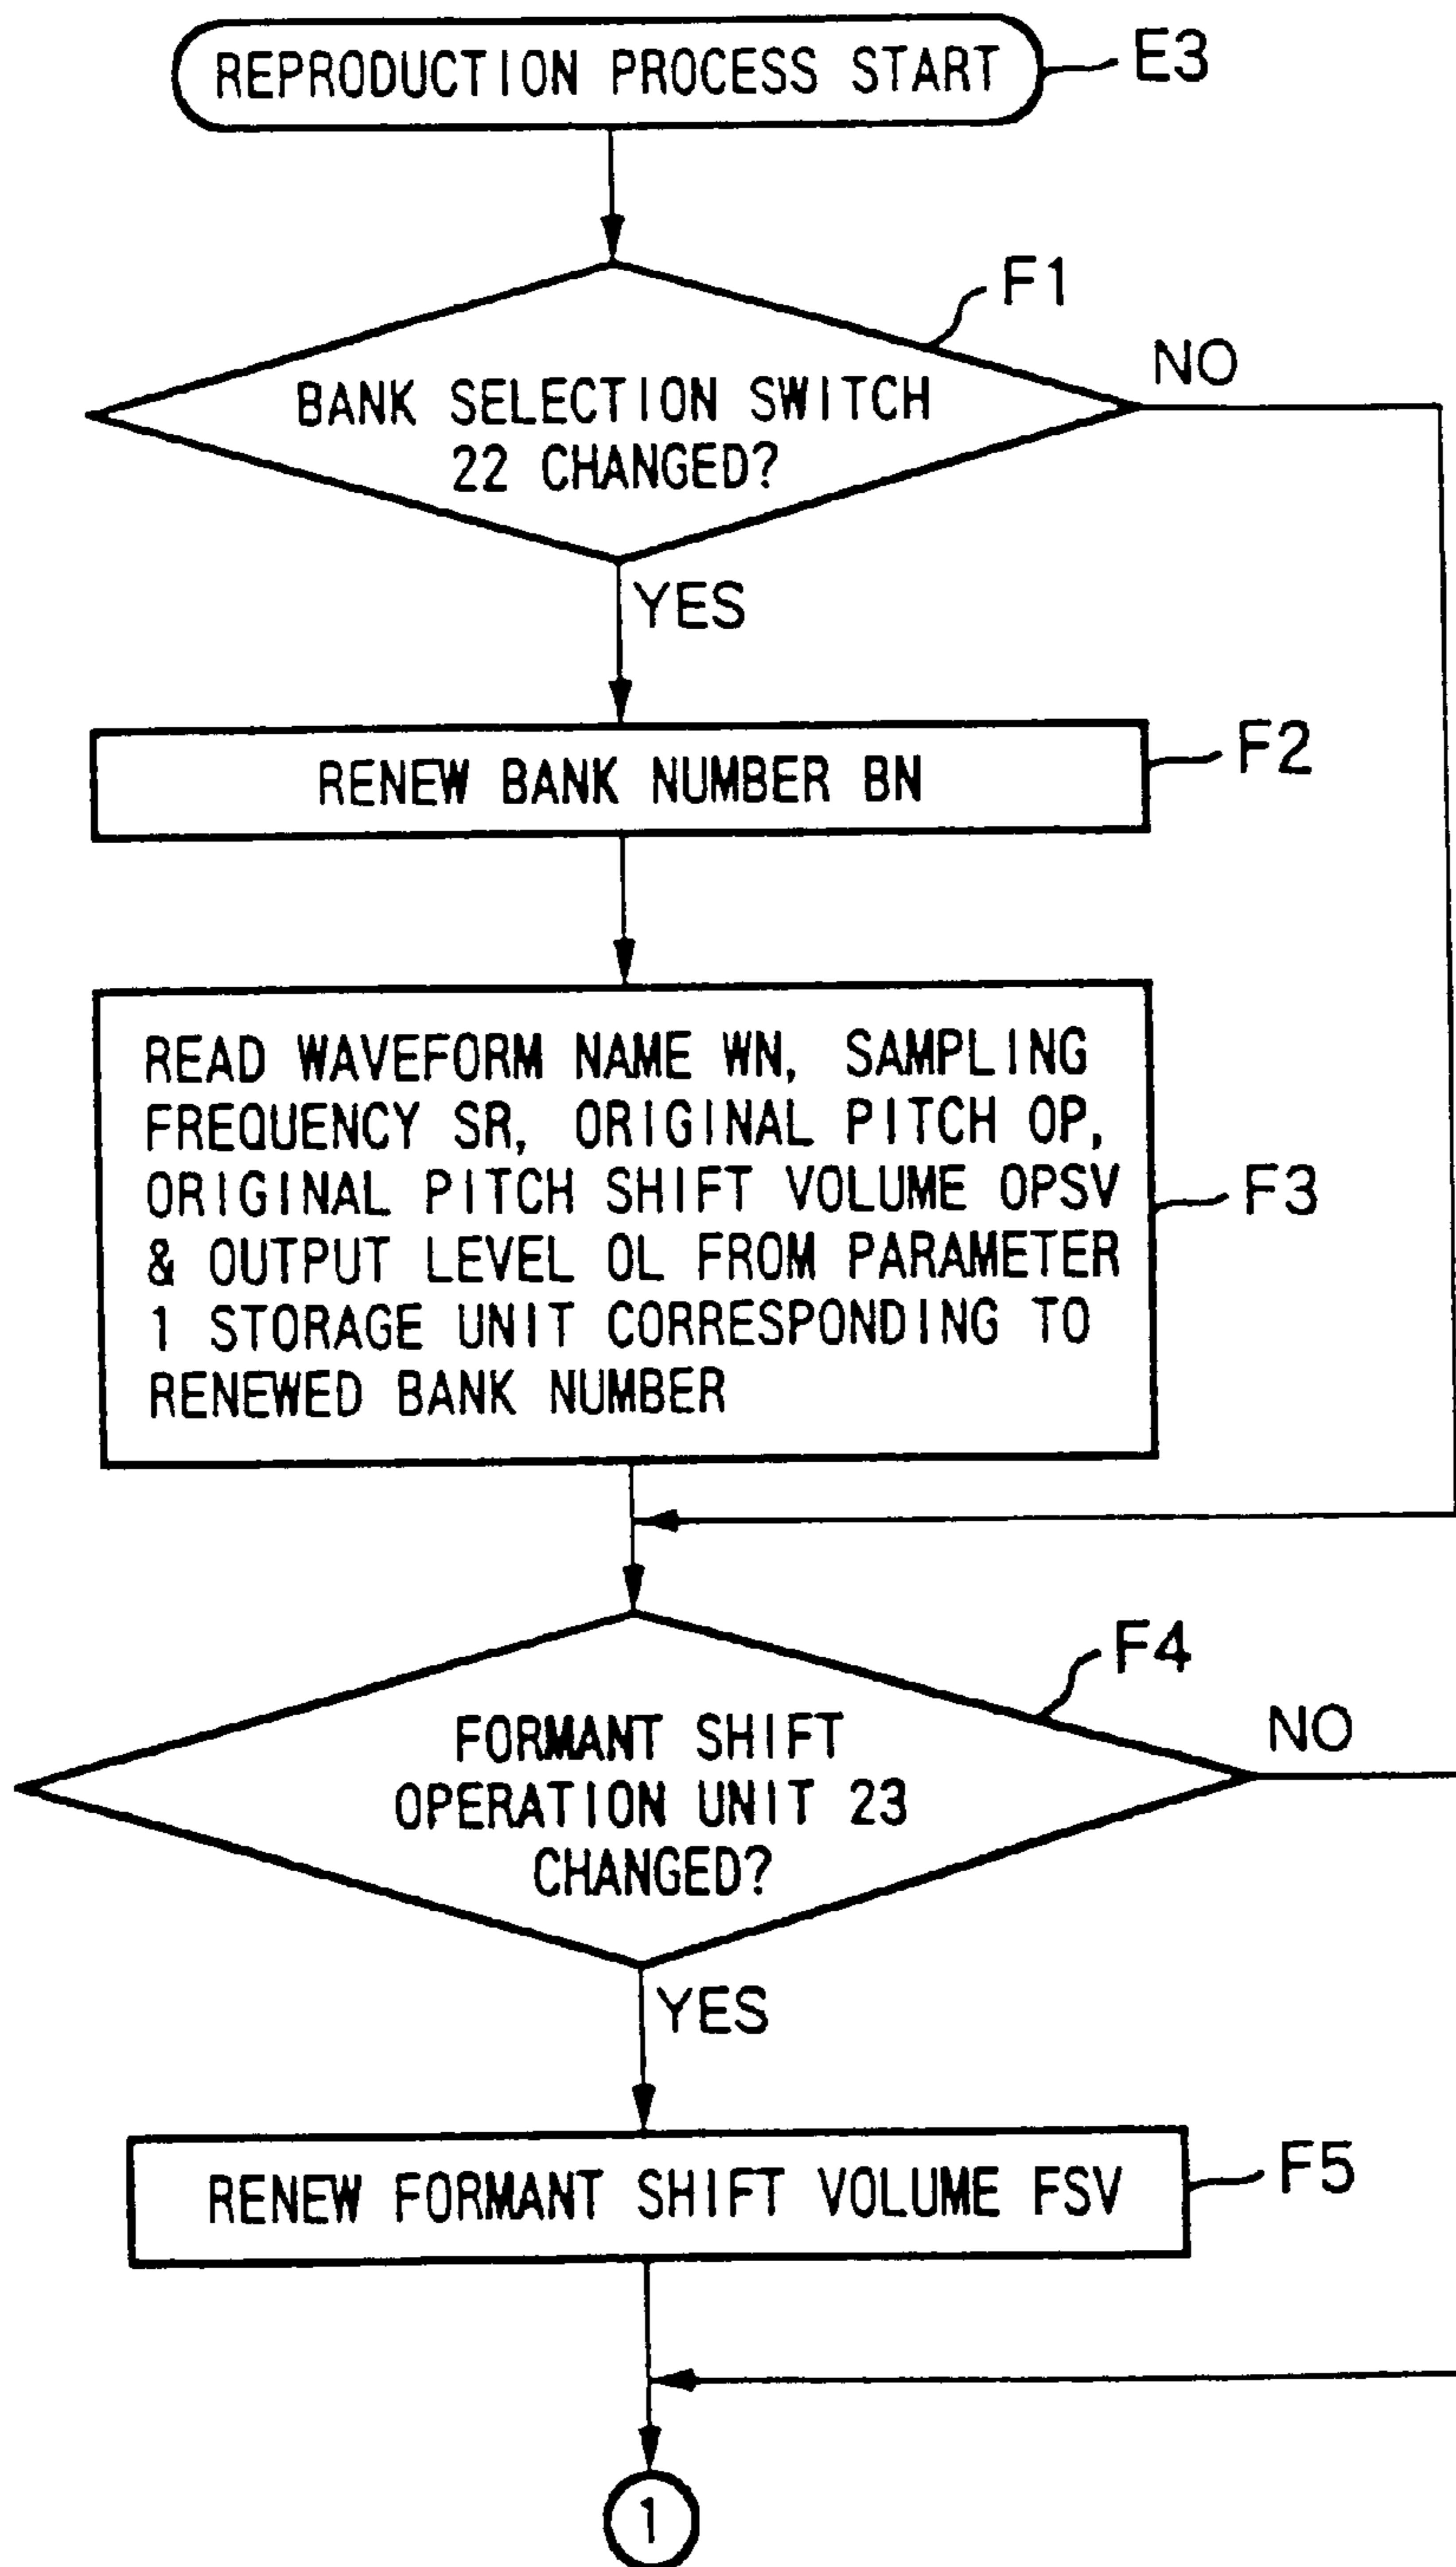 REPRODUCTION PROCESS START
E3
F1
BANK SELECTION SWITCH
22 CHANGED?
NO
YES
RENEW BANK NUMBER BN
F2
READ WAVEFORM NAME WN, SAMPLING
FREQUENCY SR, ORIGINAL PITCH OP,
ORIGINAL PITCH SHIFT VOLUME OPSV
& OUTPUT LEVEL OL FROM PARAMETER
1 STORAGE UNIT CORRESPONDING TO
RENEWED BANK NUMBER
F3
F4
FORMANT SHIFT
OPERATION UNIT 23
CHANGED?
NO
YES
RENEW FORMANT SHIFT VOLUME FSV
F5
1